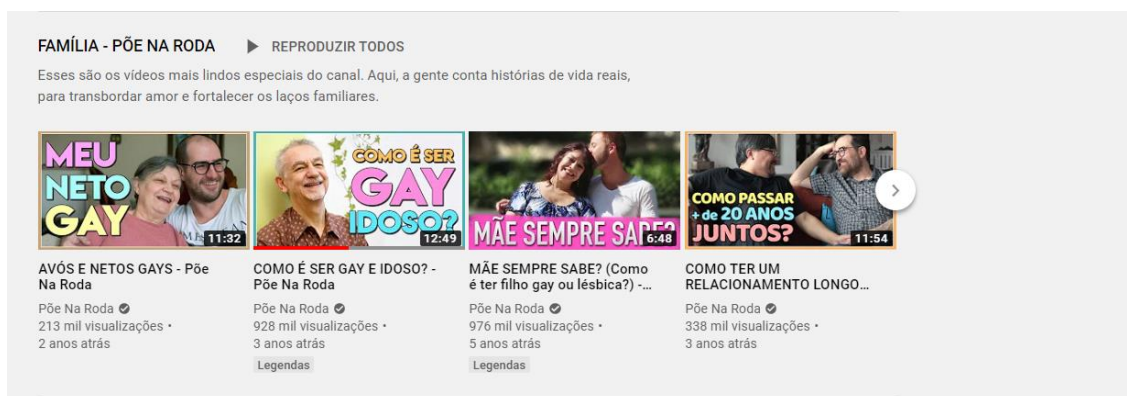 FAMÍLIA - PÕE NA RODA ▶ REPRODUZIR TODOS
Esses são os vídeos mais lindos especiais do canal. Aqui, a gente conta histórias de vida reais,
para transbordar amor e fortalecer os laços familiares.
MEU
NETO
GAY
11:32
COMO É SER
GAY
IDOSO?
12:49
MÃE SEMPRE SABE?
6:48
COMO PASSAR
+ de 20 ANOS
JUNTOS?
11:54
AVÓS E NETOS GAYS - Põe
Na Roda
Põe Na Roda
213 mil visualizações •
2 anos atrás
COMO É SER GAY E IDOSO? -
Põe Na Roda
Põe Na Roda
928 mil visualizações •
3 anos atrás
Legendas
MÃE SEMPRE SABE? (Como
é ter filho gay ou lésbica?) -...
Põe Na Roda
976 mil visualizações •
5 anos atrás
Legendas
COMO TER UM
RELACIONAMENTO LONGO...
Põe Na Roda
338 mil visualizações •
3 anos atrás